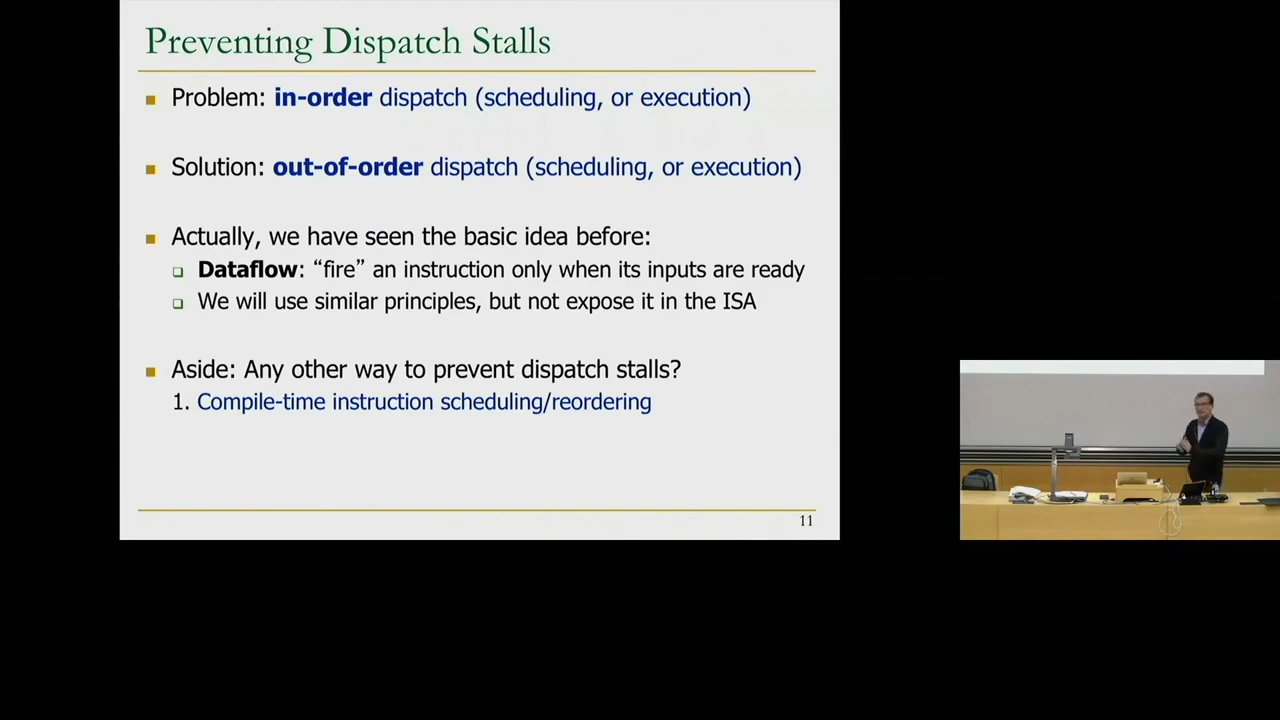 Preventing Dispatch Stalls
Problem: in-order dispatch (scheduling, or execution)
Solution: out-of-order dispatch (scheduling, or execution)
Actually, we have seen the basic idea before:
Dataflow: “fire” an instruction only when its inputs are ready
We will use similar principles, but not expose it in the ISA
Aside: Any other way to prevent dispatch stalls?
1. Compile-time instruction scheduling/reordering
11